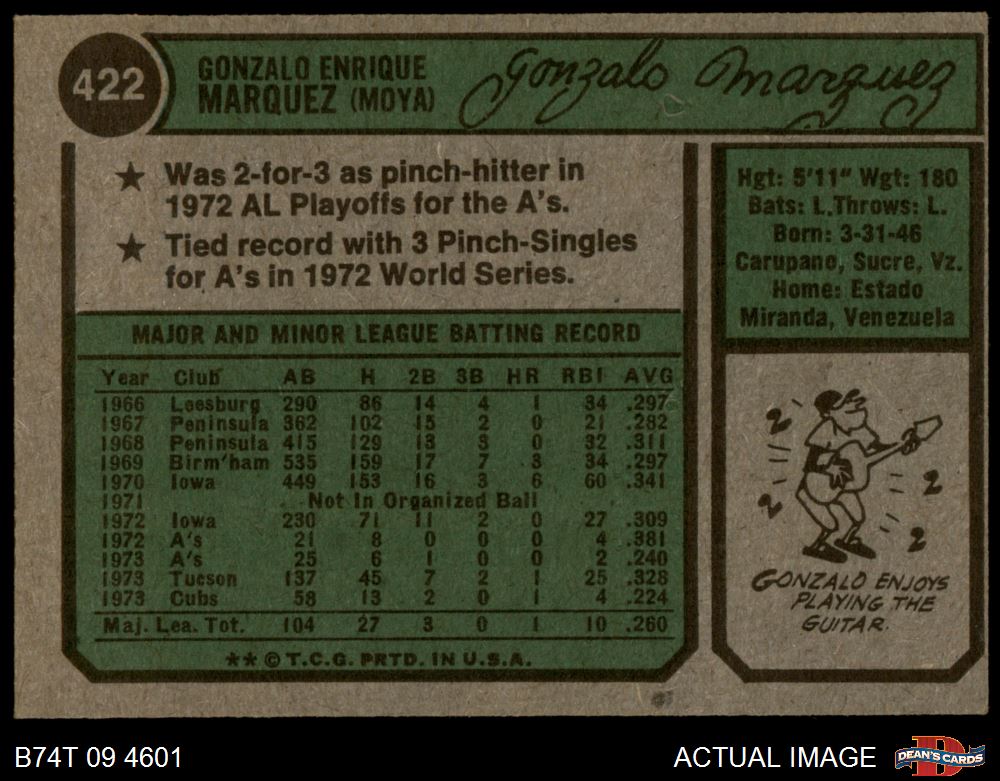 422
GONZALO ENRIQUE
MARQUEZ (MOYA)
Gonzalo Marquez
★ Was 2-for-3 as pinch-hitter in
1972 AL Playoffs for the A's.
★ Tied record with 3 Pinch-Singles
for A's in 1972 World Series.
Hgt: 5'11" Wgt: 180
Bats: L. Throws: L.
Born: 3-31-46
Carupano, Sucre, Vz.
Home: Estado
Miranda, Venezuela
MAJOR AND MINOR LEAGUE BATTING RECORD
Year Club AB H 2B 3B HR RBI AVG
1966 Leesburg 290 86 14 4 1 34 .297
1967 Peninsula 362 102 15 2 0 21 .282
1968 Peninsula 415 129 13 3 0 32 .311
1969 Birm'ham 535 159 17 7 3 34 .297
1970 Iowa 449 153 16 3 6 60 .341
1971 Not In Organized Ball
1972 Iowa 230 71 11 2 0 27 .309
1972 A's 21 8 0 0 0 4 .381
1973 A's 25 6 1 0 0 2 .240
1973 Tucson 137 45 7 2 1 25 .328
1973 Cubs 58 13 2 0 1 4 .224
Maj. Lea. Tot. 104 27 3 0 1 10 .260
** © T.C.G. PRTD. IN U.S.A.
2
2
2
2
2
GONZALO ENJOYS
PLAYING THE
GUITAR.
B74T 09 4601
ACTUAL IMAGE
D
DEAN'S CARDS